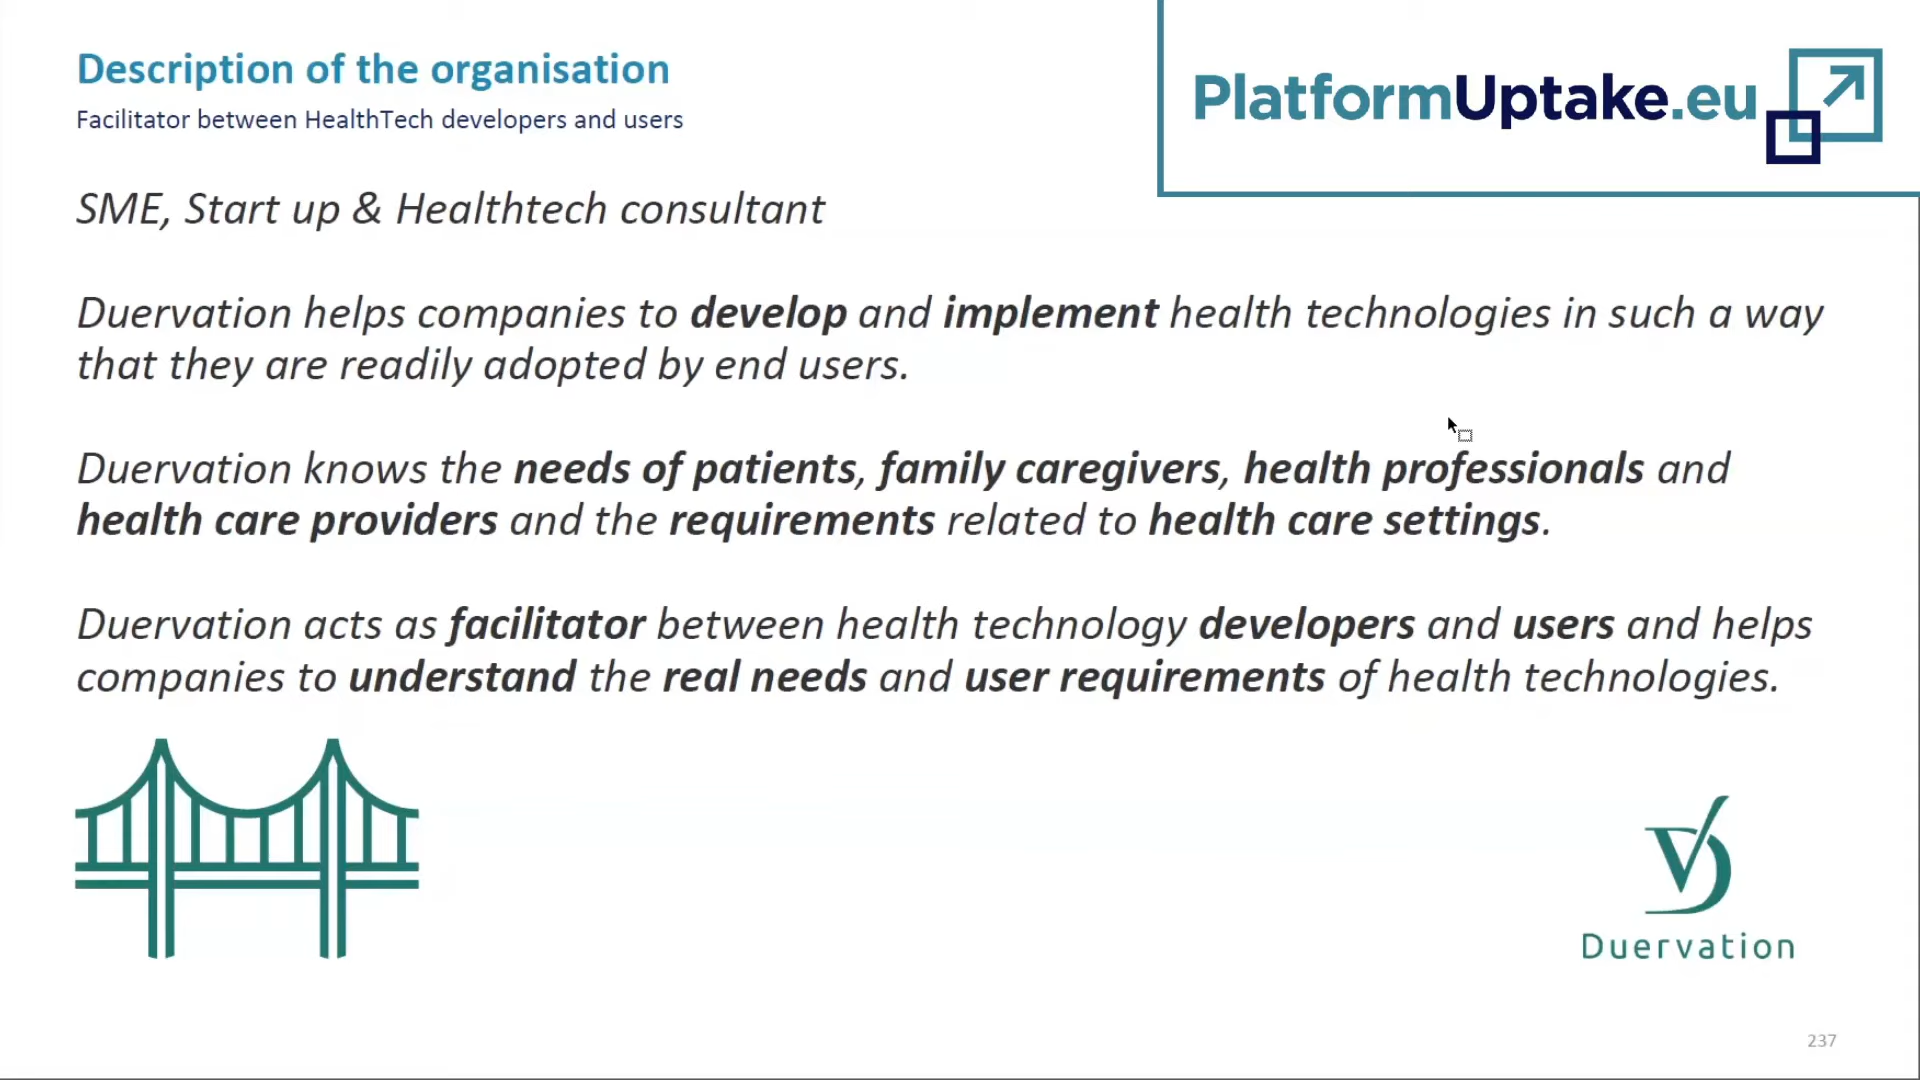 Description of the organisation
Facilitator between HealthTech developers and users
PlatformUptake.eu
SME, Start up & Healthtech consultant
Duervation helps companies to develop and implement health technologies in such a way
that they are readily adopted by end users.
Duervation knows the needs of patients, family caregivers, health professionals and
health care providers and the requirements related to health care settings.
Duervation acts as facilitator between health technology developers and users and helps
companies to understand the real needs and user requirements of health technologies.
Duervation
237